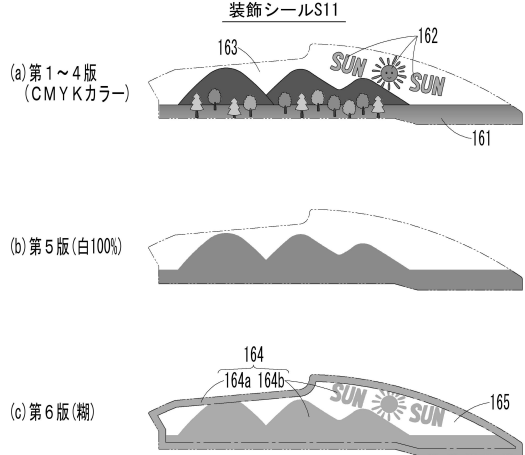 装飾シールS11
(a)第1～4版
(CMYKカラー)
163
162
SUN
SUN
161
(b)第5版(白100%)
164
164a 164b
SUN
SUN
165
(c)第6版(糊)